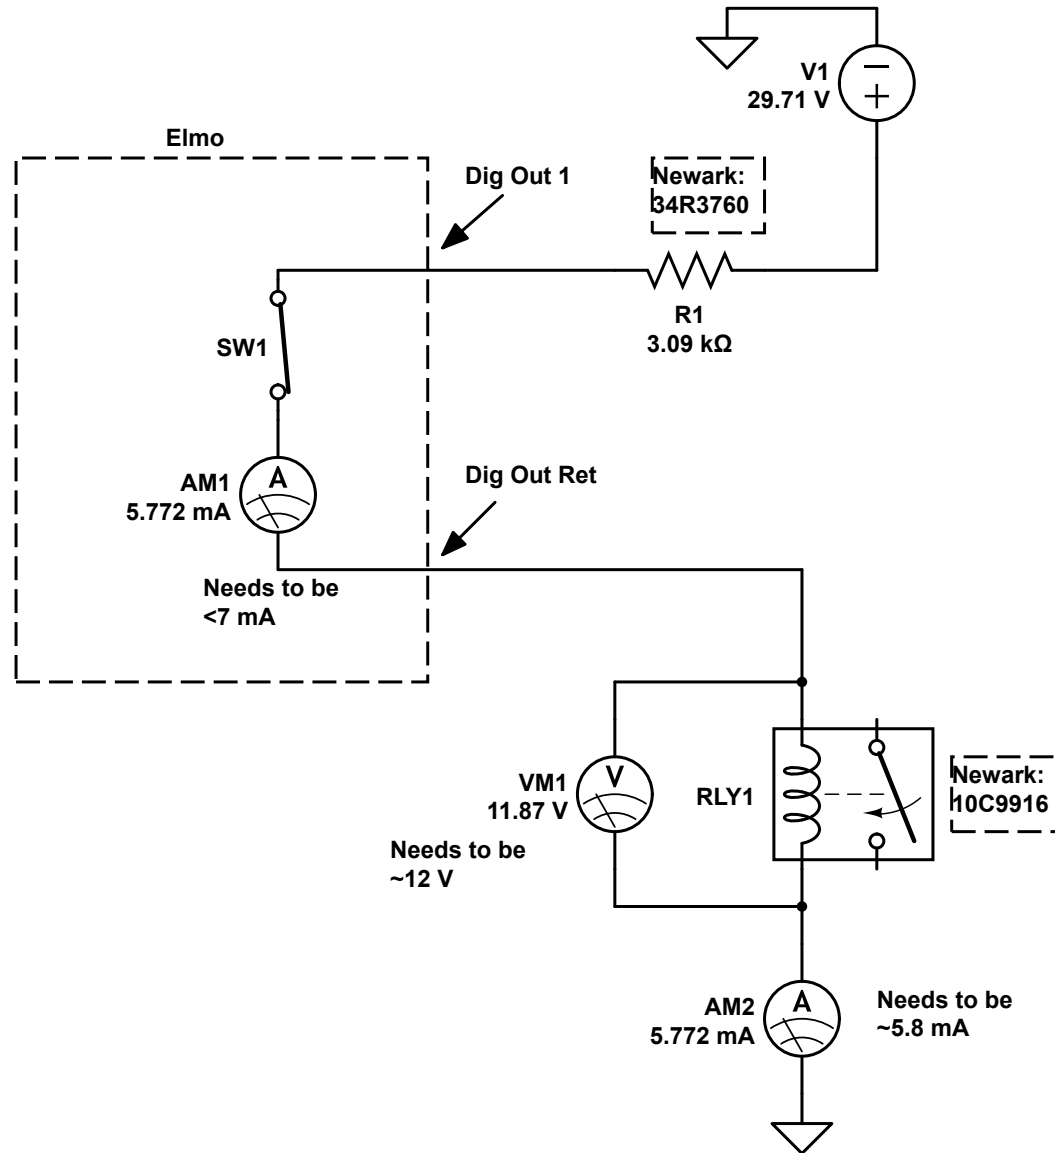 V1
29.71 V
Elmo
Dig Out 1
Newark:
34R3760
R1
3.09 kΩ
SW1
A
AM1
5.772 mA
Dig Out Ret
Needs to be
<7 mA
V
VM1
11.87 V
RLY1
Newark:
10C9916
Needs to be
~12 V
A
AM2
5.772 mA
Needs to be
~5.8 mA